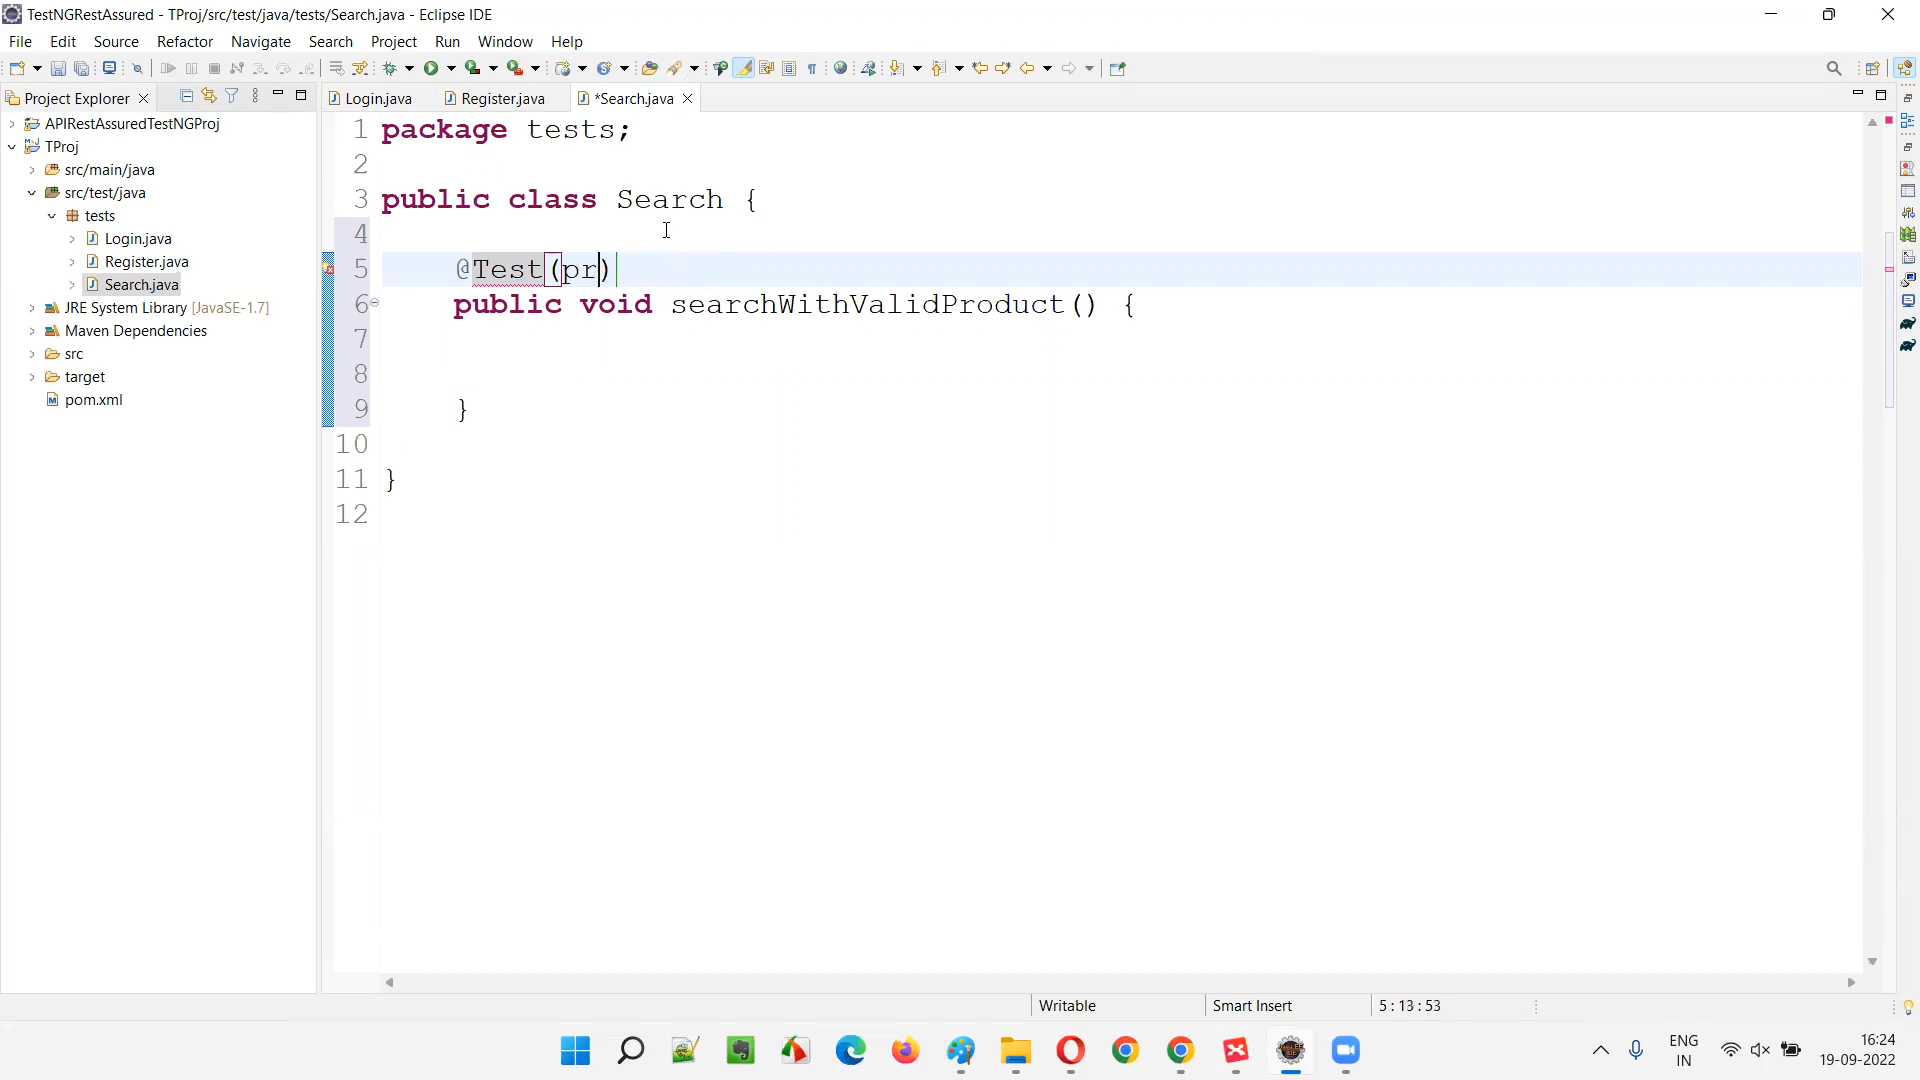 TestNGRestAssured - TProj/src/test/java/tests/Search.java - Eclipse IDE
File Edit Source Refactor Navigate Search Project Run Window Help
Project Explorer
Login.java Register.java *Search.java
APIRestAssuredTestNGProj
TProj
src/main/java
src/test/java
tests
Login.java
Register.java
Search.java
JRE System Library [JavaSE-1.7]
Maven Dependencies
src
target
pom.xml
1 package tests;
2
3 public class Search {
4
5 @Test(pr)
6 public void searchWithValidProduct() {
7
8
9 }
10
11 }
12
Writable Smart Insert 5 : 13 : 53
ENG
IN
16:24
19-09-2022